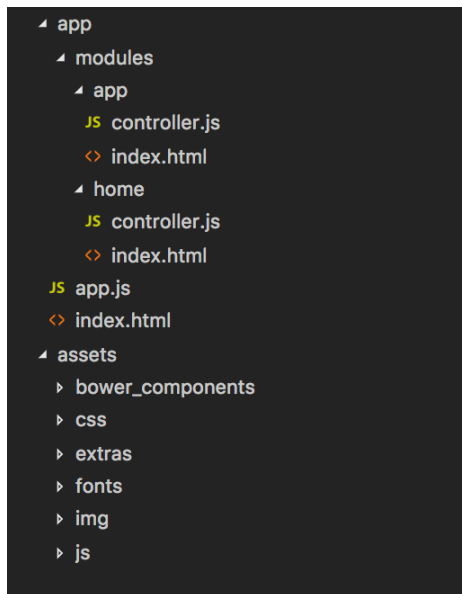 app
modules
app
JS controller.js
<> index.html
home
JS controller.js
<> index.html
JS app.js
<> index.html
assets
bower_components
css
extras
fonts
img
js